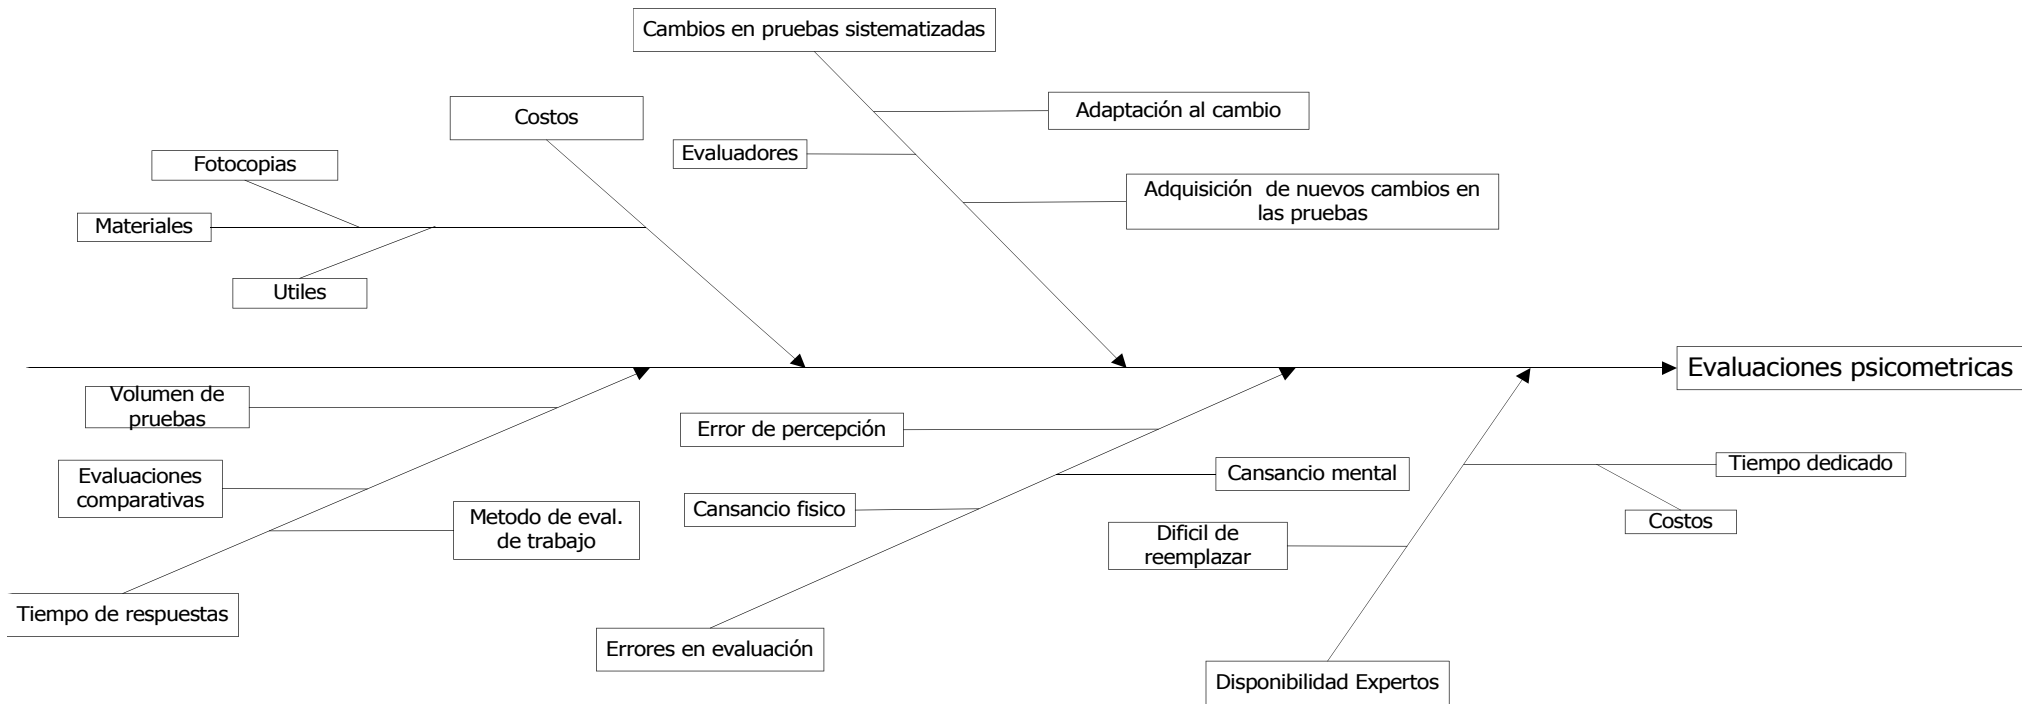 Cambios en pruebas sistematizadas
Costos
Adaptación al cambio
Evaluadores
Fotocopias
Adquisición de nuevos cambios en
las pruebas
Materiales
Utiles
Evaluaciones psicometricas
Volumen de
pruebas
Error de percepción
Evaluaciones
comparativas
Cansancio mental
Tiempo dedicado
Cansancio fisico
Metodo de eval.
de trabajo
Costos
Dificil de
reemplazar
Tiempo de respuestas
Errores en evaluación
Disponibilidad Expertos